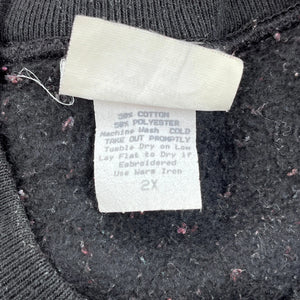 50% COTTON
50% POLYESTER
Machine Wash COLD
TAKE OUT PROMPTLY
Tumble Dry on Low
Lay Flat to Dry if
Embroidered
Use Warm Iron
2X